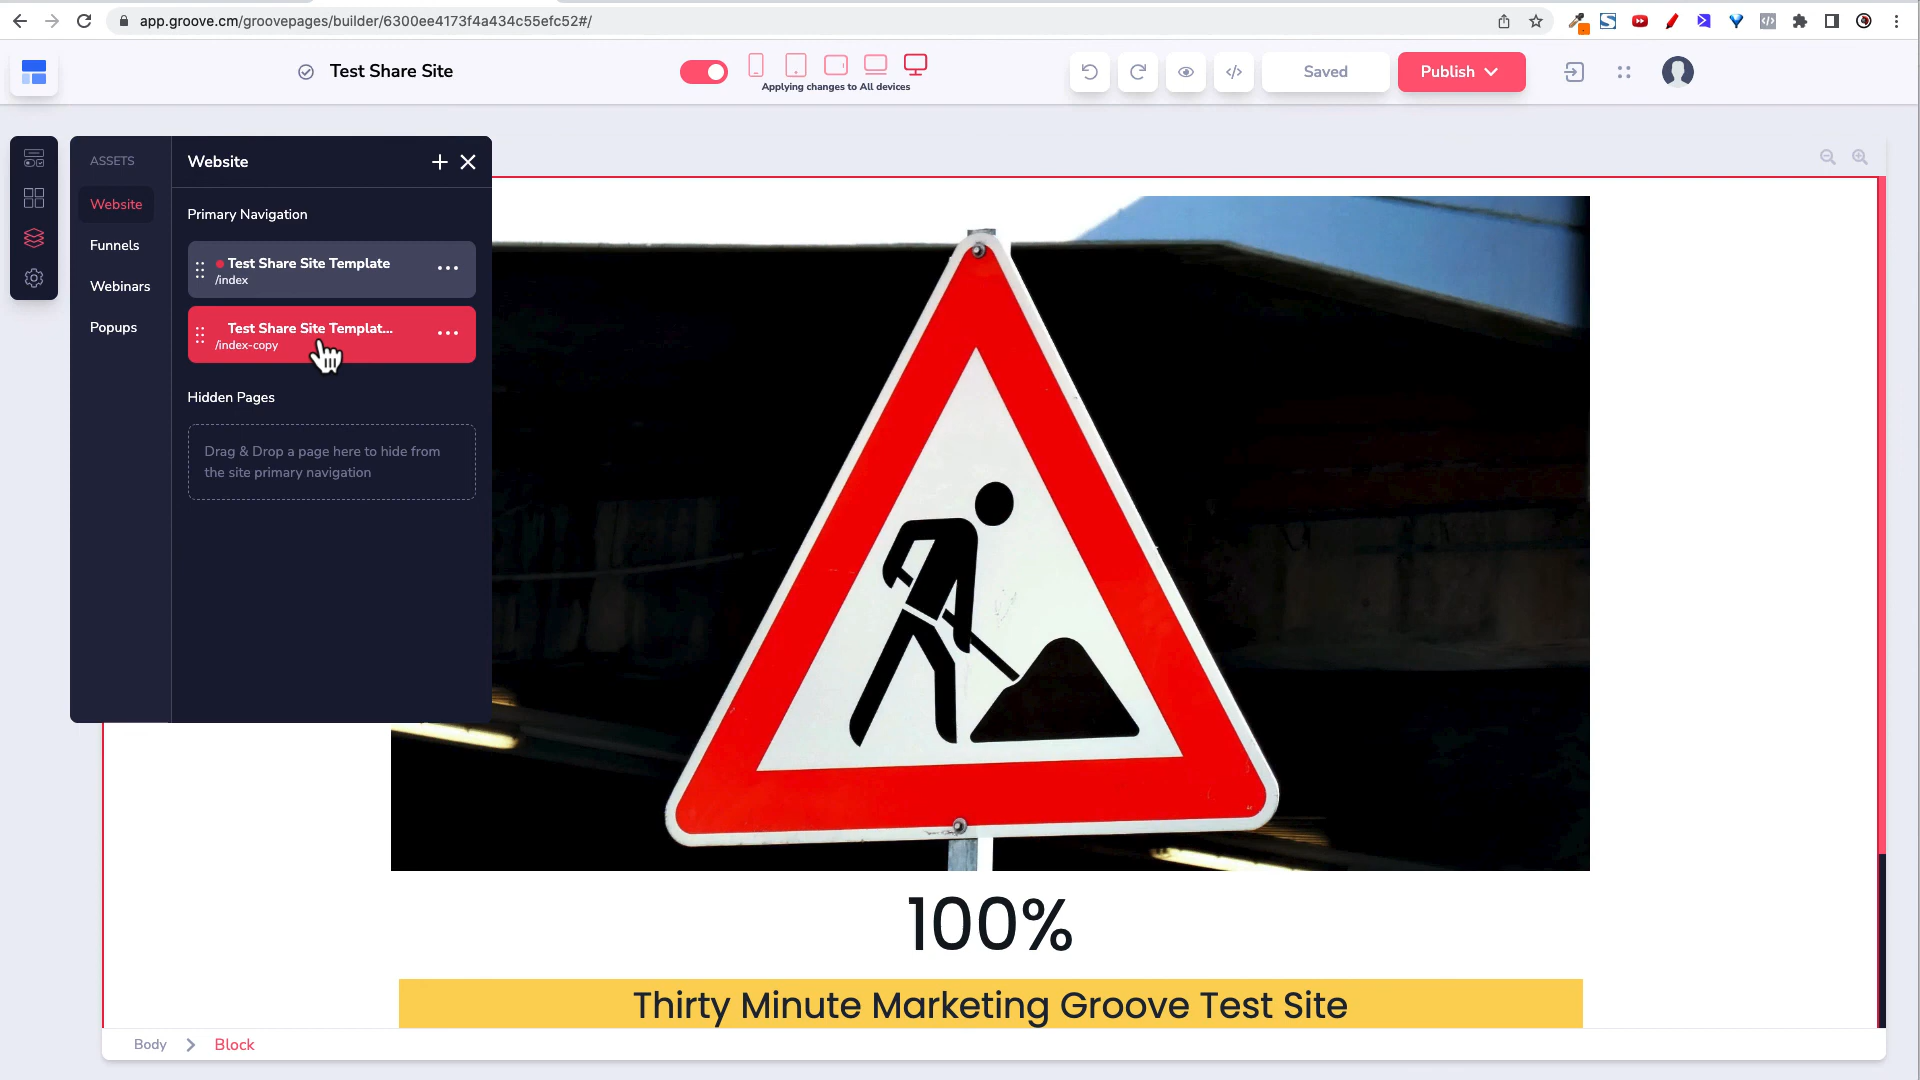 app.groove.cm/groovepages/builder/6300ee4173f4a434c55efc52#/
Test Share Site
Applying changes to All devices
Saved
Publish
ASSETS
Website
Funnels
Webinars
Popups
Website
Primary Navigation
Test Share Site Template
/index
Test Share Site Templat...
/index-copy
Hidden Pages
Drag & Drop a page here to hide from
the site primary navigation
100%
Thirty Minute Marketing Groove Test Site
Body
Block